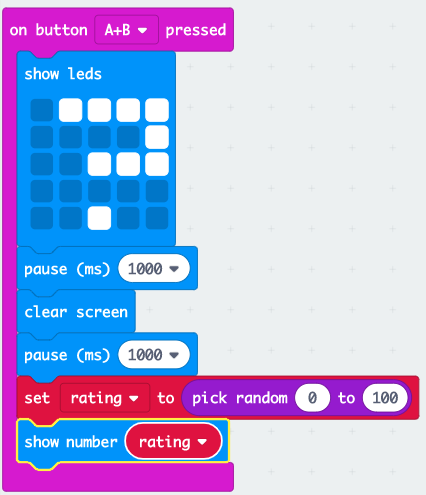 on button A+B pressed
show leds
pause (ms) 1000
clear screen
pause (ms) 1000
set rating to pick random 0 to 100
show number rating